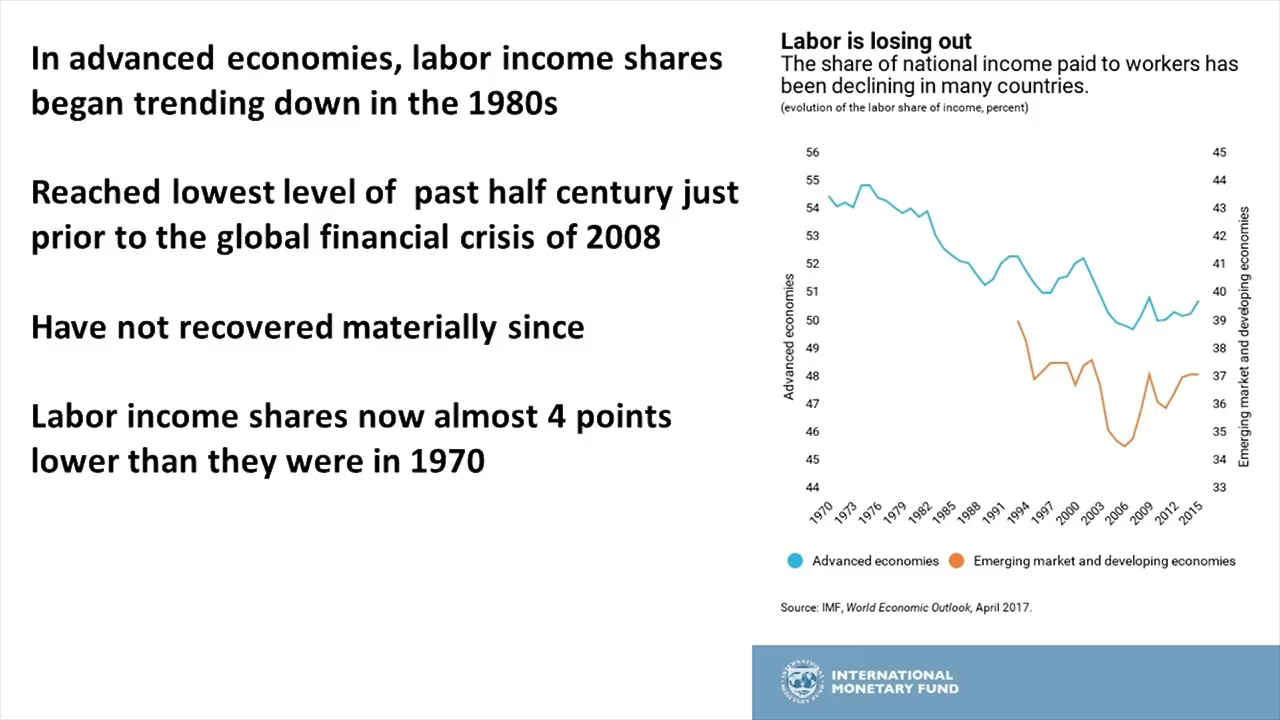 In advanced economies, labor income shares
began trending down in the 1980s
Reached lowest level of past half century just
prior to the global financial crisis of 2008
Have not recovered materially since
Labor income shares now almost 4 points
lower than they were in 1970
Labor is losing out
The share of national income paid to workers has
been declining in many countries.
(evolution of the labor share of income, percent)
56
55
54
53
52
51
50
49
48
47
46
45
44
Advanced economies
45
44
43
42
41
40
39
38
37
36
35
34
33
Emerging market and developing economies
1970 1973 1976 1979 1982 1985 1988 1991 1994 1997 2000 2003 2006 2009 2012 2015
Advanced economies Emerging market and developing economies
Source: IMF, World Economic Outlook, April 2017.
INTERNATIONAL
MONETARY FUND